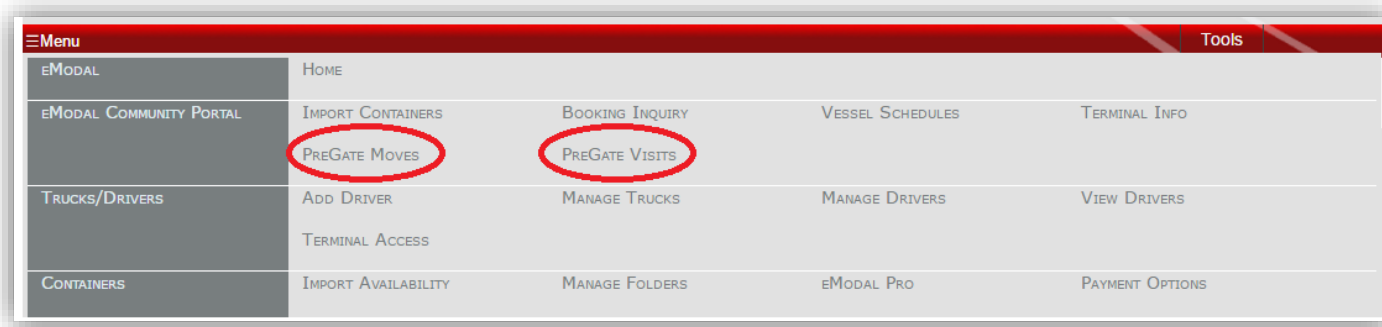 ☰Menu Tools
eModal Home
eModal Community Portal Import Containers Booking Inquiry Vessel Schedules Terminal Info
PreGate Moves PreGate Visits
Trucks/Drivers Add Driver Manage Trucks Manage Drivers View Drivers
Terminal Access
Containers Import Availability Manage Folders eModal Pro Payment Options